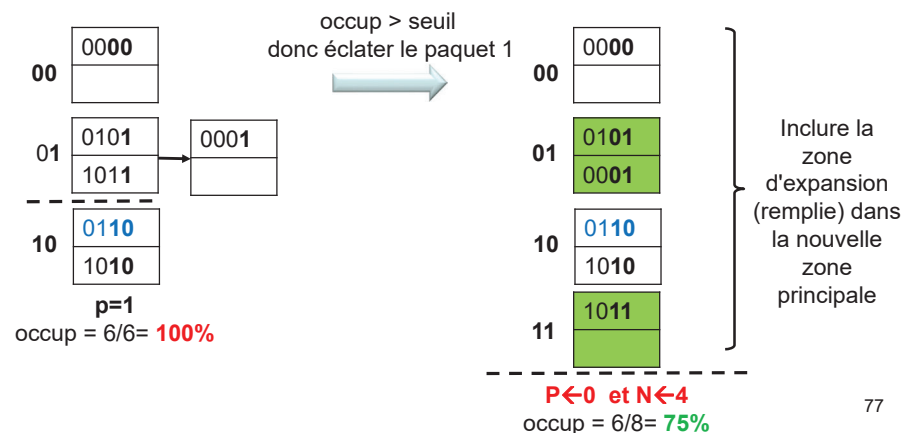 occup > seuil
donc éclater le paquet 1
00
0000
01
0101
1011
0001
10
0110
1010
p=1
occup = 6/6= 100%
00
0000
01
0101
0001
10
0110
1010
11
1011
P←0 et N←4
occup = 6/8= 75%
Inclure la
zone
d'expansion
(remplie) dans
la nouvelle
zone
principale
77